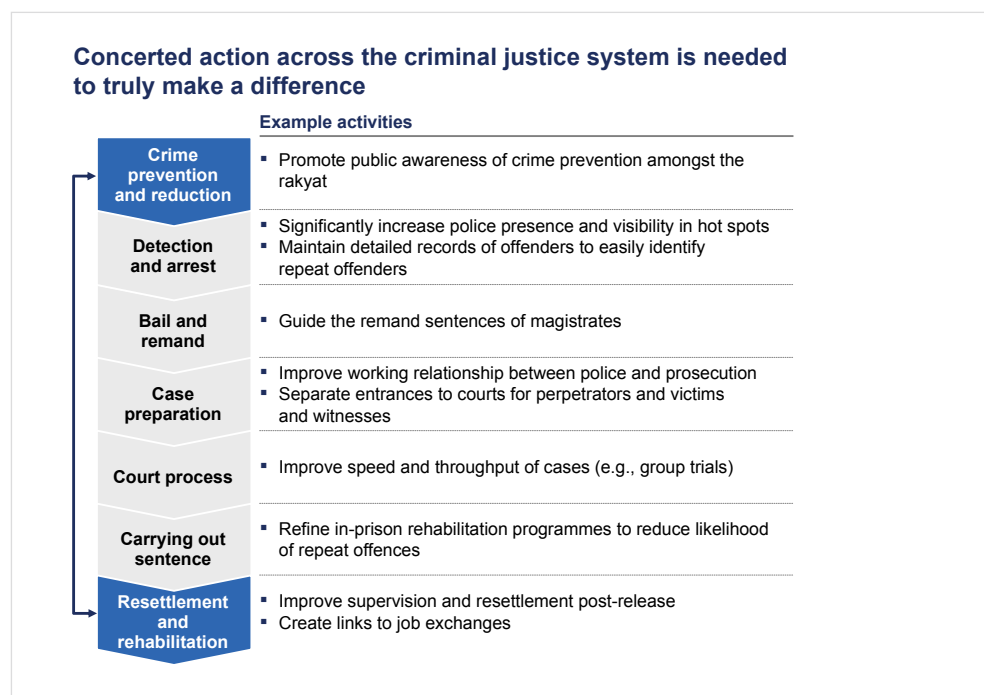 Concerted action across the criminal justice system is needed
to truly make a difference
Example activities
Crime
prevention
and reduction
▪ Promote public awareness of crime prevention amongst the
rakyat
Detection
and arrest
▪ Significantly increase police presence and visibility in hot spots
▪ Maintain detailed records of offenders to easily identify
repeat offenders
Bail and
remand
▪ Guide the remand sentences of magistrates
Case
preparation
▪ Improve working relationship between police and prosecution
▪ Separate entrances to courts for perpetrators and victims
and witnesses
Court process
▪ Improve speed and throughput of cases (e.g., group trials)
Carrying out
sentence
▪ Refine in-prison rehabilitation programmes to reduce likelihood
of repeat offences
Resettlement
and
rehabilitation
▪ Improve supervision and resettlement post-release
▪ Create links to job exchanges